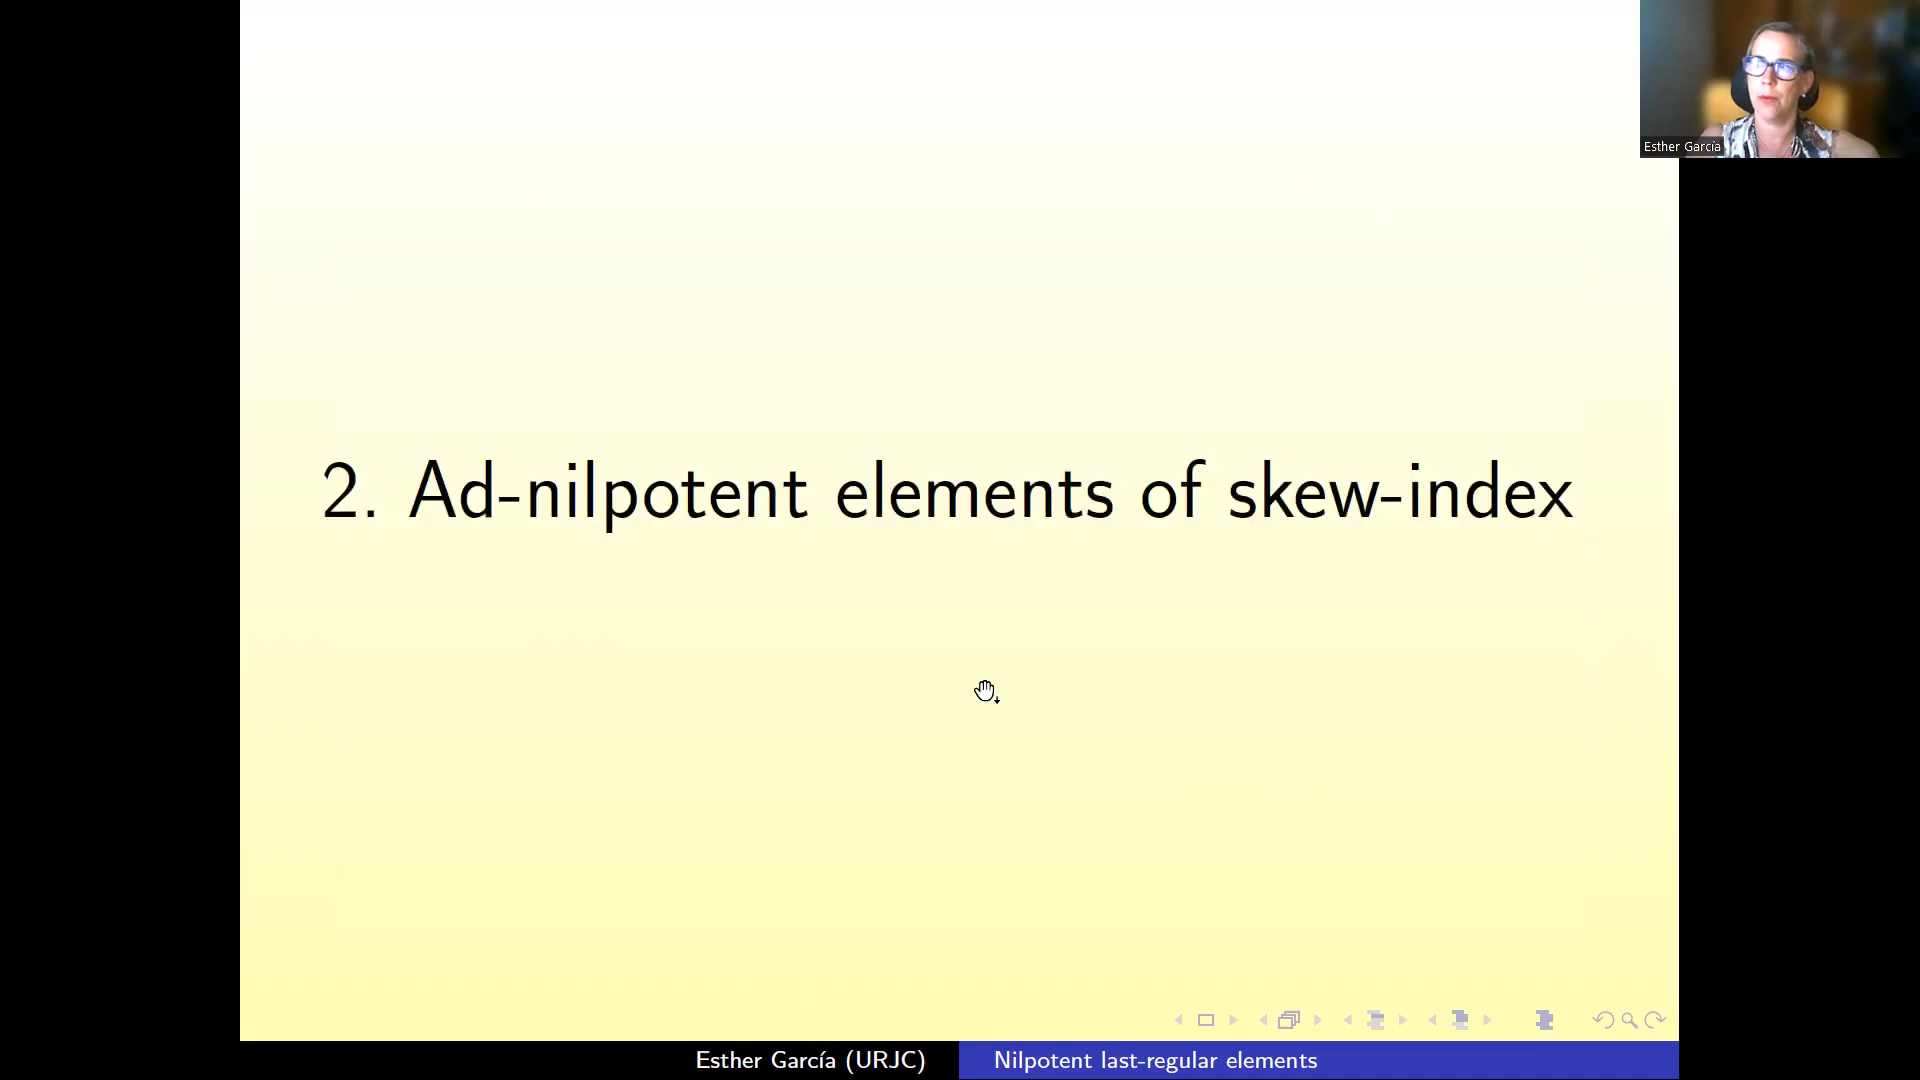 Esther García
2. Ad-nilpotent elements of skew-index
Esther García (URJC)
Nilpotent last-regular elements